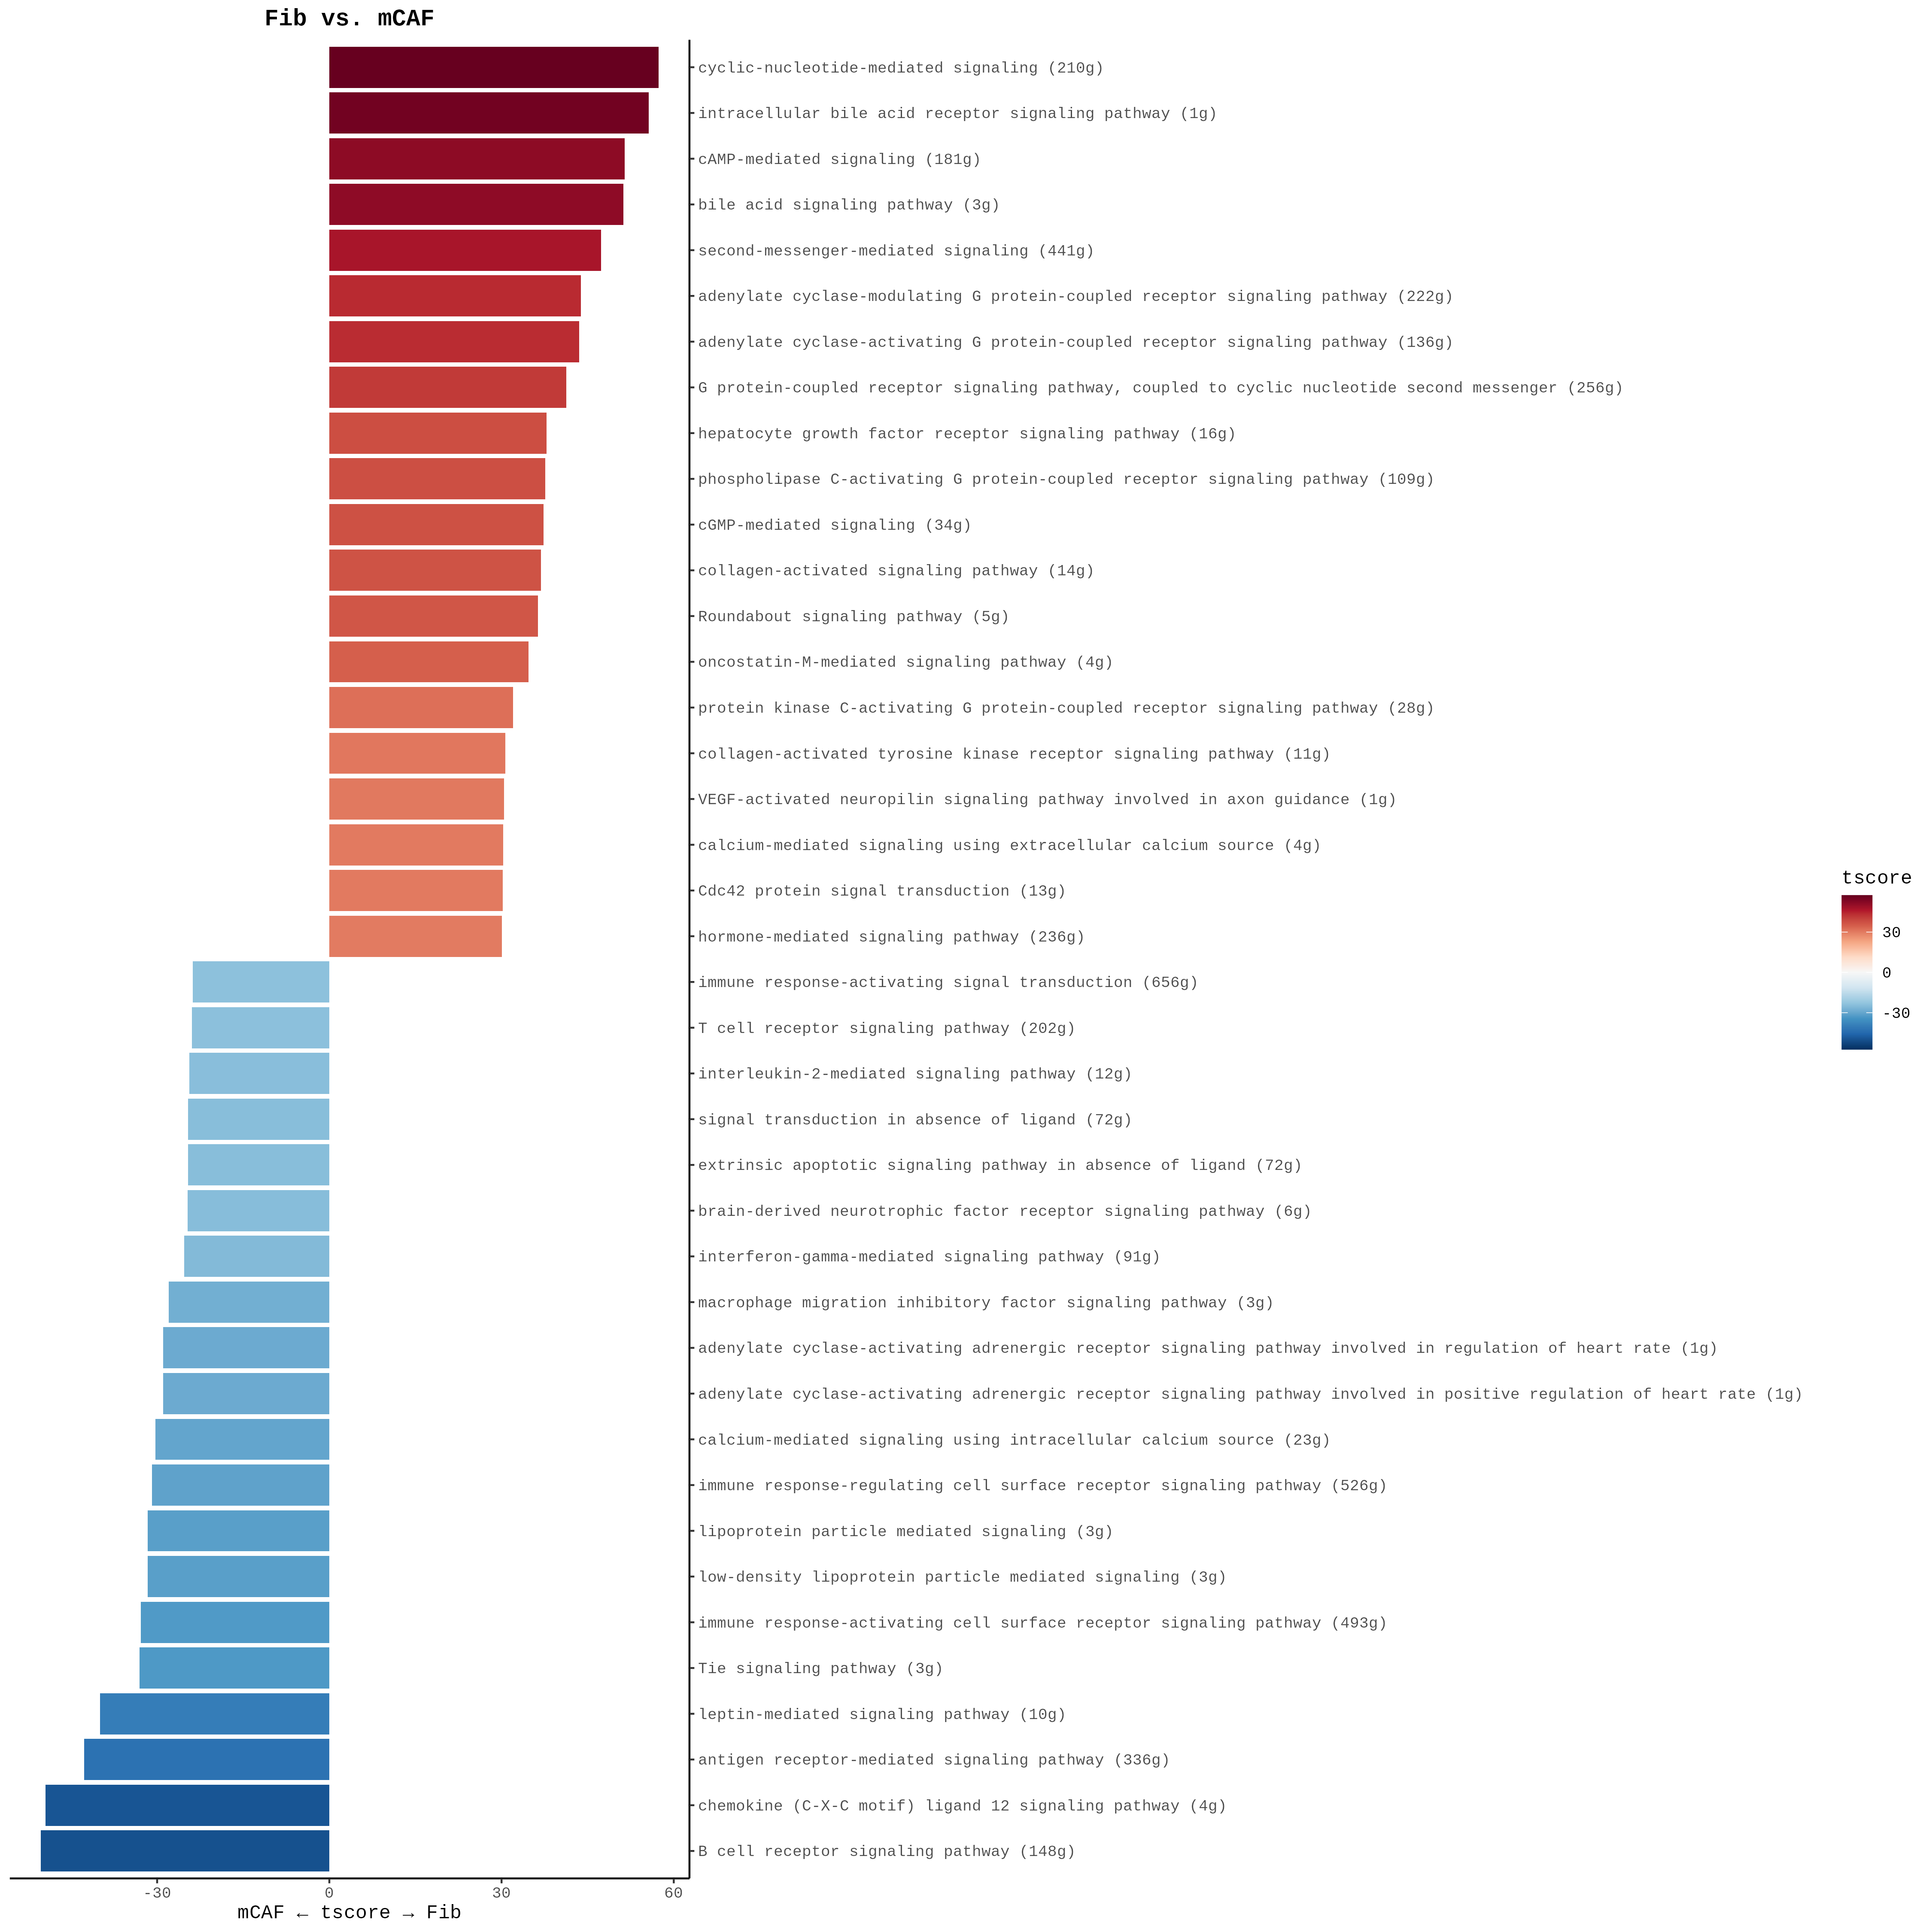 Fib vs. mCAF
cyclic-nucleotide-mediated signaling (210g)
intracellular bile acid receptor signaling pathway (1g)
cAMP-mediated signaling (181g)
bile acid signaling pathway (3g)
second-messenger-mediated signaling (441g)
adenylate cyclase-modulating G protein-coupled receptor signaling pathway (222g)
adenylate cyclase-activating G protein-coupled receptor signaling pathway (136g)
G protein-coupled receptor signaling pathway, coupled to cyclic nucleotide second messenger (256g)
hepatocyte growth factor receptor signaling pathway (16g)
phospholipase C-activating G protein-coupled receptor signaling pathway (109g)
cGMP-mediated signaling (34g)
collagen-activated signaling pathway (14g)
Roundabout signaling pathway (5g)
oncostatin-M-mediated signaling pathway (4g)
protein kinase C-activating G protein-coupled receptor signaling pathway (28g)
collagen-activated tyrosine kinase receptor signaling pathway (11g)
VEGF-activated neuropilin signaling pathway involved in axon guidance (1g)
calcium-mediated signaling using extracellular calcium source (4g)
Cdc42 protein signal transduction (13g)
hormone-mediated signaling pathway (236g)
immune response-activating signal transduction (656g)
T cell receptor signaling pathway (202g)
interleukin-2-mediated signaling pathway (12g)
signal transduction in absence of ligand (72g)
extrinsic apoptotic signaling pathway in absence of ligand (72g)
brain-derived neurotrophic factor receptor signaling pathway (6g)
interferon-gamma-mediated signaling pathway (91g)
macrophage migration inhibitory factor signaling pathway (3g)
adenylate cyclase-activating adrenergic receptor signaling pathway involved in regulation of heart rate (1g)
adenylate cyclase-activating adrenergic receptor signaling pathway involved in positive regulation of heart rate (1g)
calcium-mediated signaling using intracellular calcium source (23g)
immune response-regulating cell surface receptor signaling pathway (526g)
lipoprotein particle mediated signaling (3g)
low-density lipoprotein particle mediated signaling (3g)
immune response-activating cell surface receptor signaling pathway (493g)
Tie signaling pathway (3g)
leptin-mediated signaling pathway (10g)
antigen receptor-mediated signaling pathway (336g)
chemokine (C-X-C motif) ligand 12 signaling pathway (4g)
B cell receptor signaling pathway (148g)
-30 0 30 60
mCAF ← tscore → Fib
tscore
30
0
-30